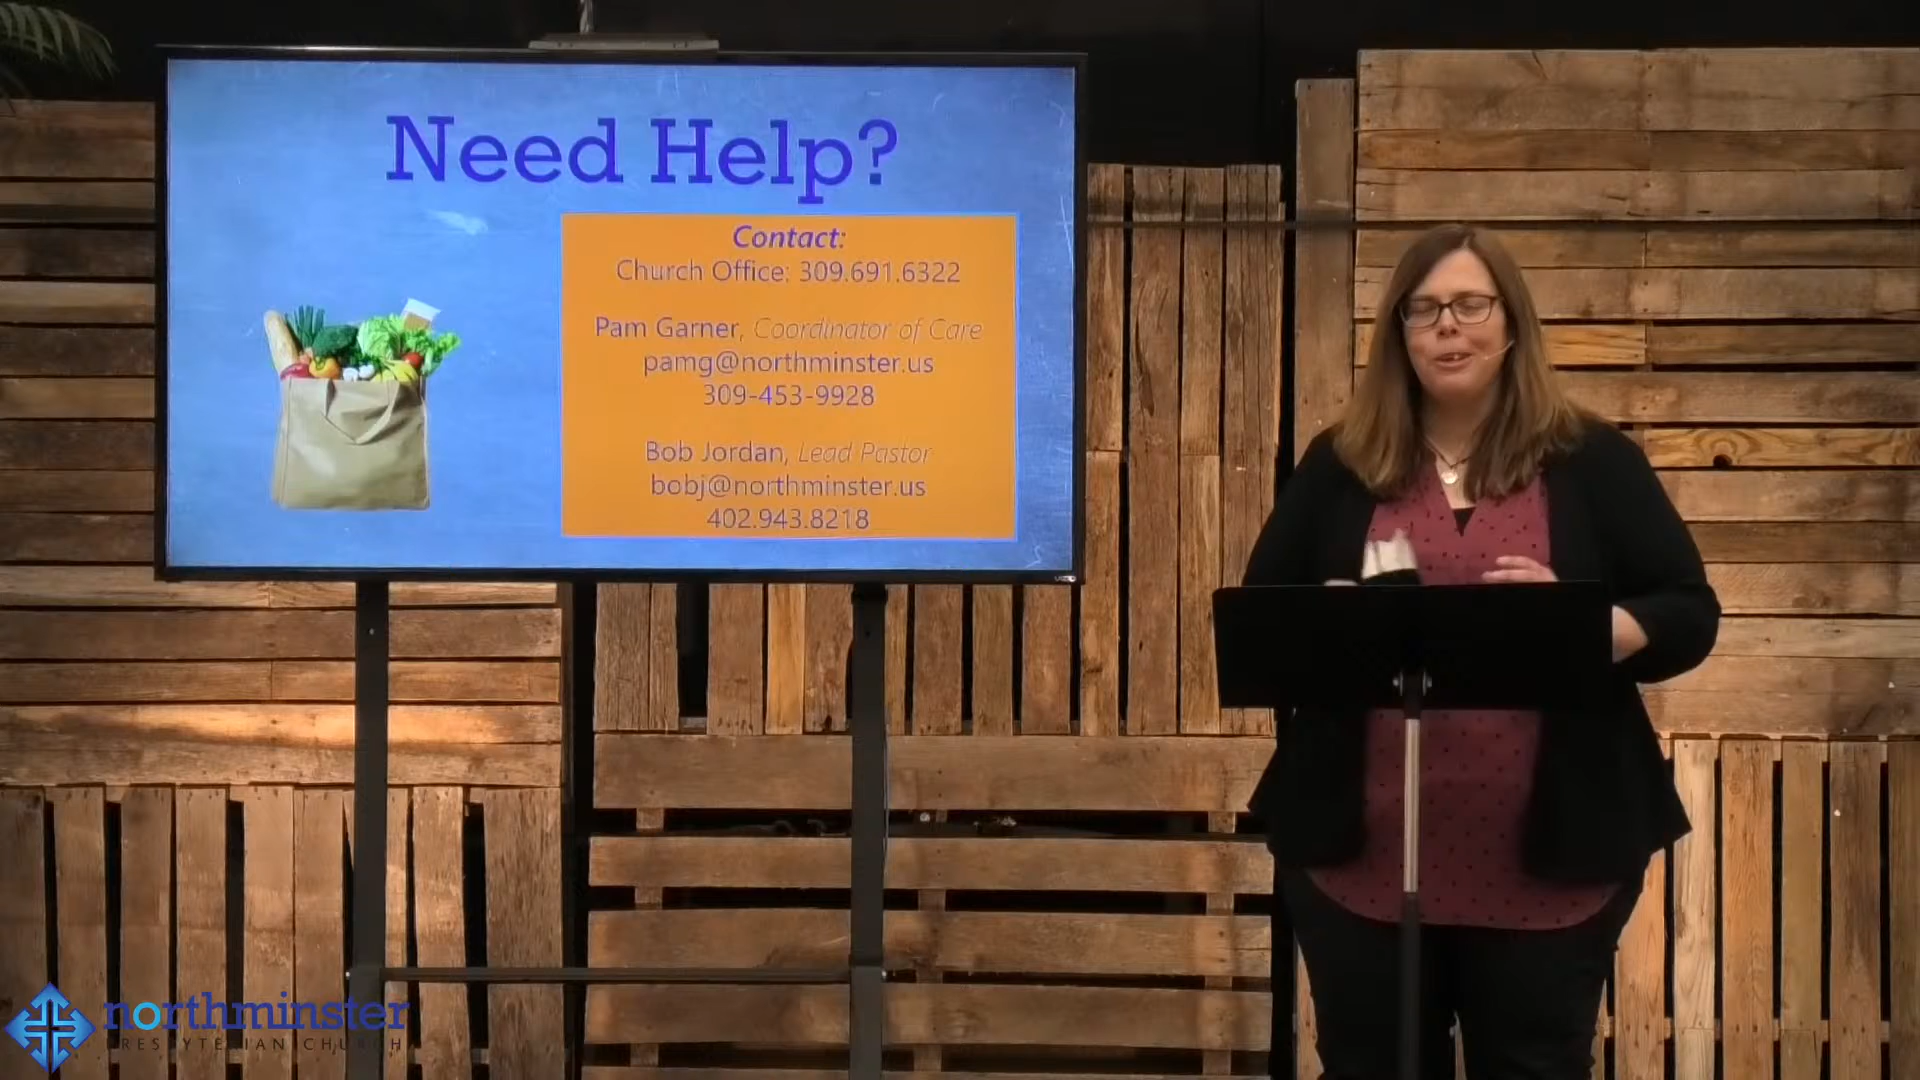 Need Help?
Contact:
Church Office: 309.691.6322
Pam Garner, Coordinator of Care
pamg@northminster.us
309-453-9928
Bob Jordan, Lead Pastor
bobj@northminster.us
402.943.8218
northminster
PRESBYTERIAN CHURCH